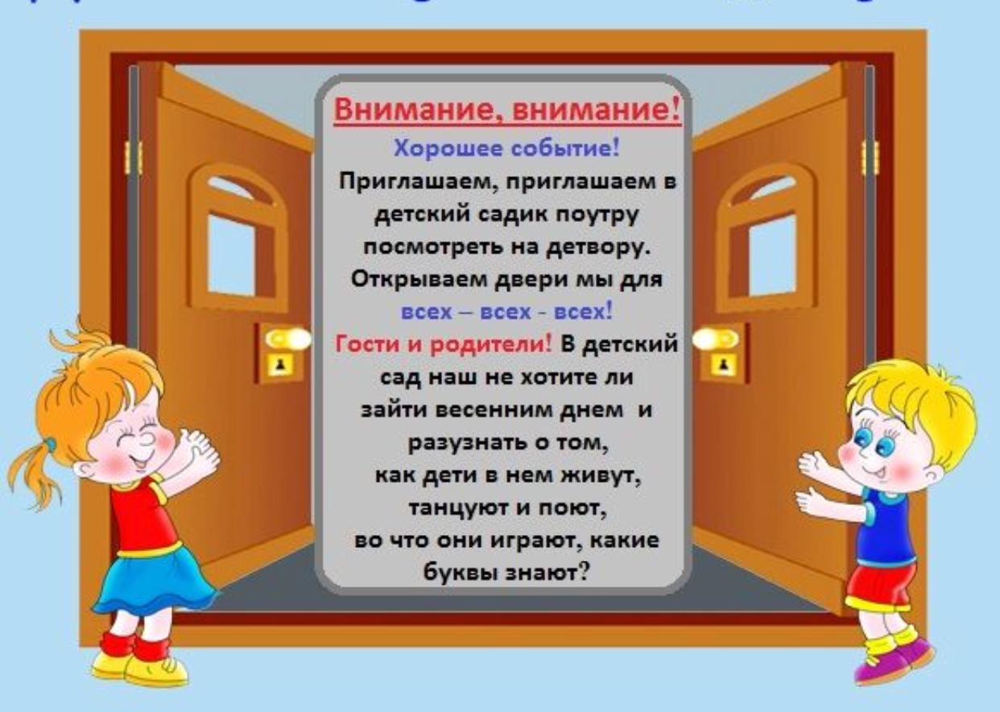 Внимание, внимание!
Хорошее событие!
Приглашаем, приглашаем в
детский садик поутру
посмотреть на детвору.
Открываем двери мы для
всех – всех - всех!
Гости и родители! В детский
сад наш не хотите ли
зайти весенним днем  и
разузнать о том,
как дети в нем живут,
танцуют и поют,
во что они играют, какие
буквы знают?